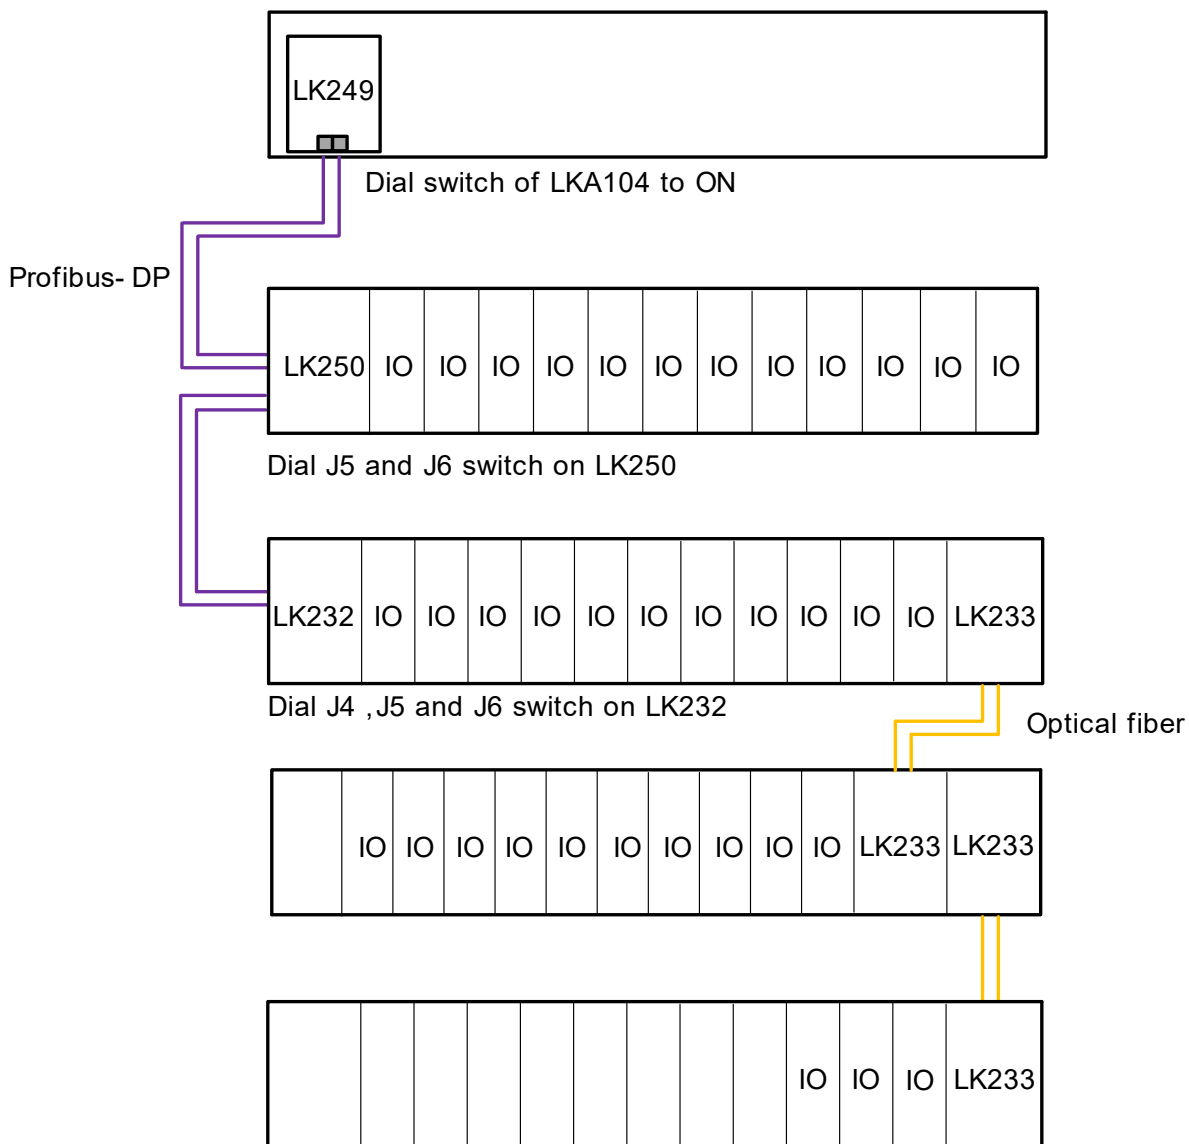 LK249
Dial switch of LKA104 to ON
Profibus- DP
LK250 IO IO IO IO IO IO IO IO IO IO IO IO
Dial J5 and J6 switch on LK250
LK232 IO IO IO IO IO IO IO IO IO IO IO LK233
Dial J4 ,J5 and J6 switch on LK232
Optical fiber
IO IO IO IO IO IO IO IO IO IO LK233 LK233
IO IO IO LK233